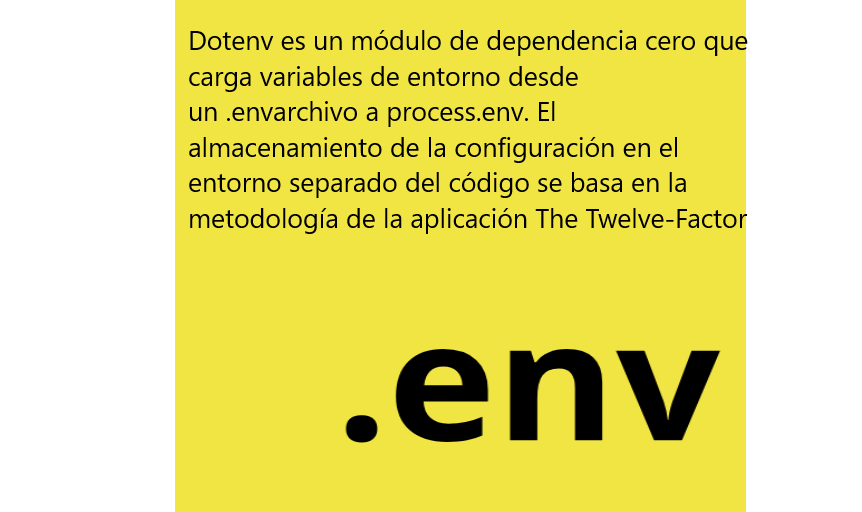 Dotenv es un módulo de dependencia cero que
carga variables de entorno desde
un .envarchivo a process.env. El
almacenamiento de la configuración en el
entorno separado del código se basa en la
metodología de la aplicación The Twelve-Factor
.env